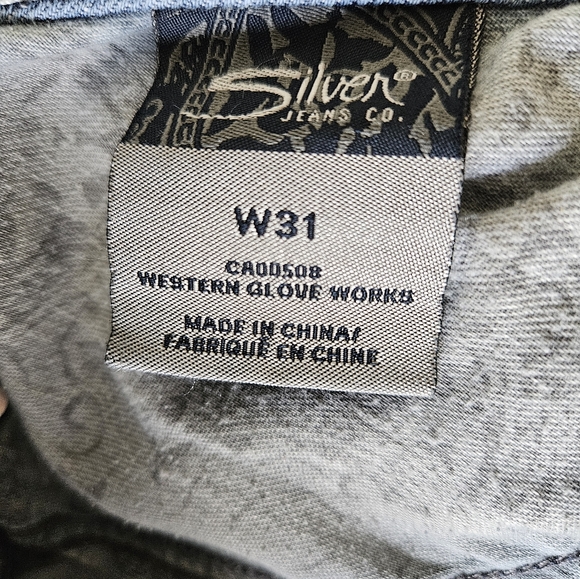 Silver®
JEANS CO.
W31
CA00508
WESTERN GLOVE WORKS
MADE IN CHINA/
FABRIQUÉ EN CHINE